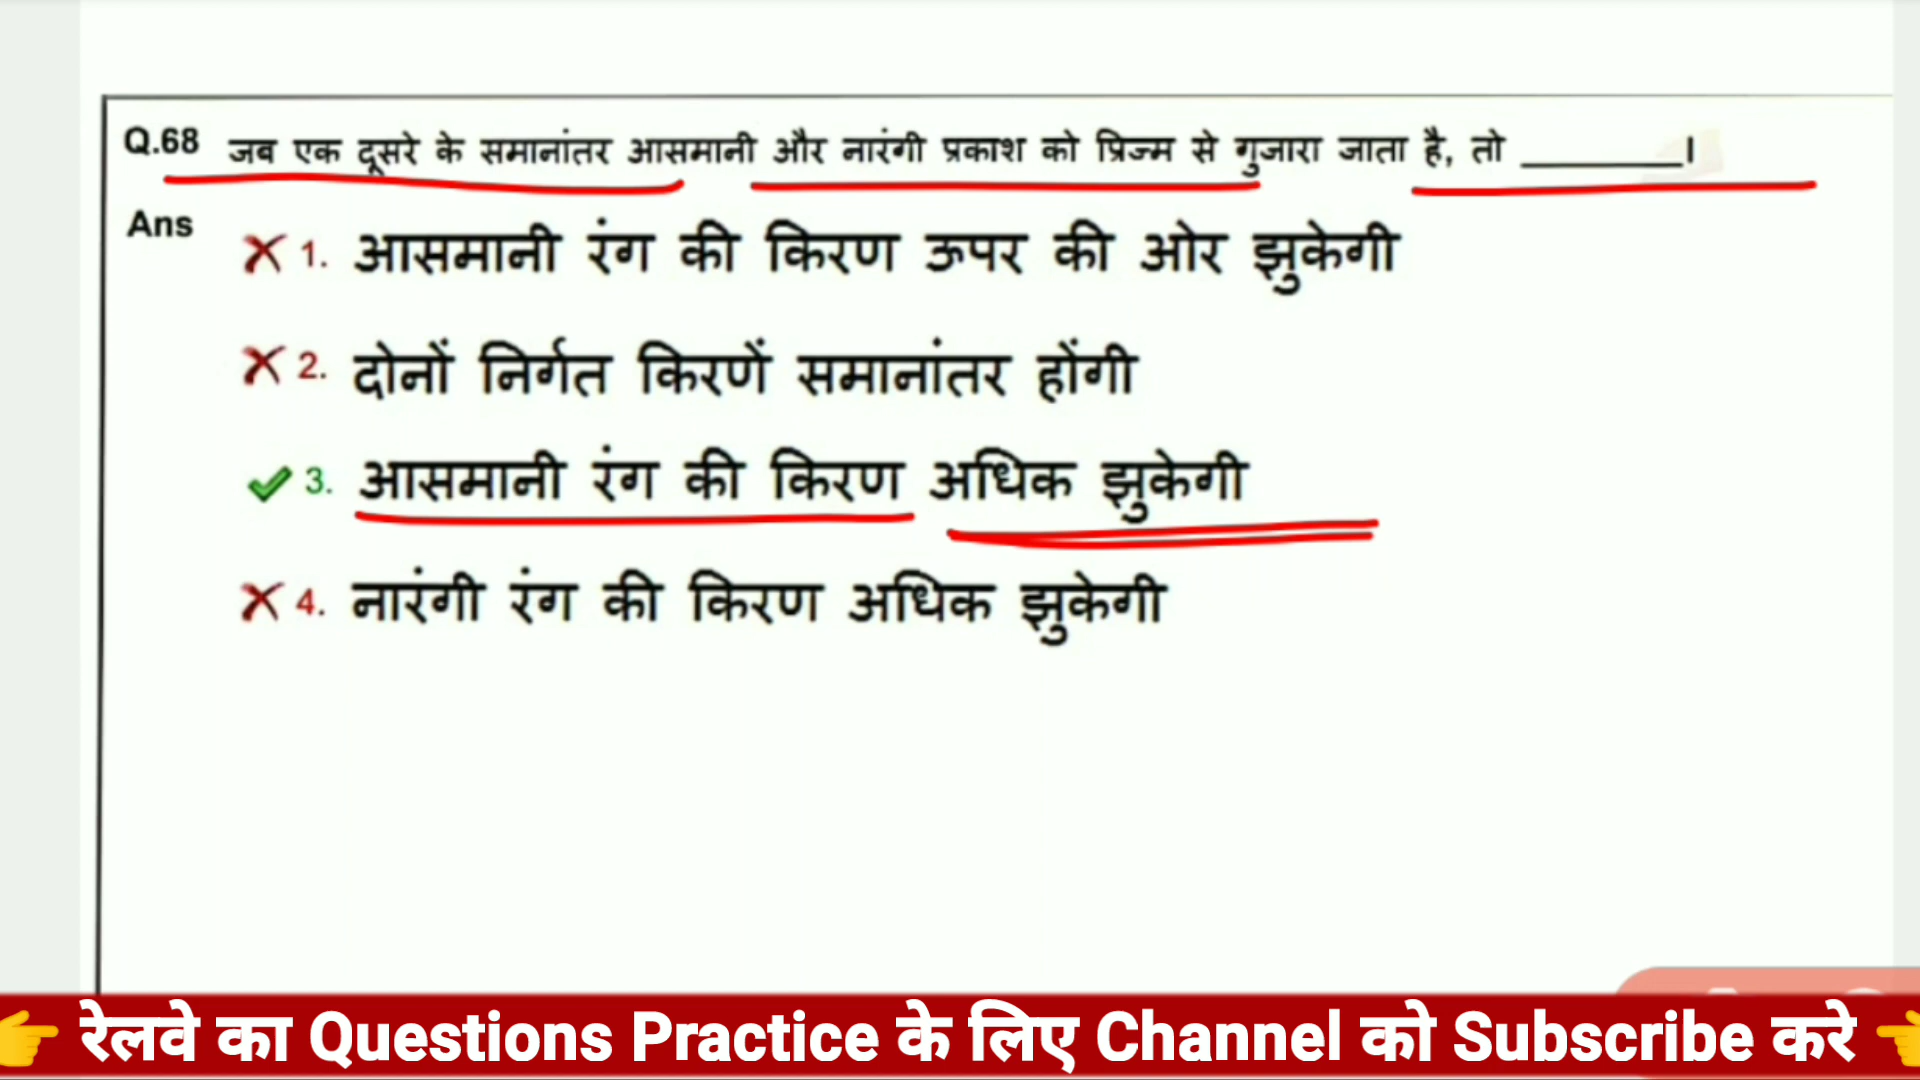 Q.68 जब एक दूसरे के समानांतर आसमानी और नारंगी प्रकाश को प्रिज्म से गुजारा जाता है, तो ________।
Ans
1. आसमानी रंग की किरण ऊपर की ओर झुकेगी
2. दोनों निर्गत किरणें समानांतर होंगी
3. आसमानी रंग की किरण अधिक झुकेगी
4. नारंगी रंग की किरण अधिक झुकेगी
👉 रेलवे का Questions Practice के लिए Channel को Subscribe करे 👈